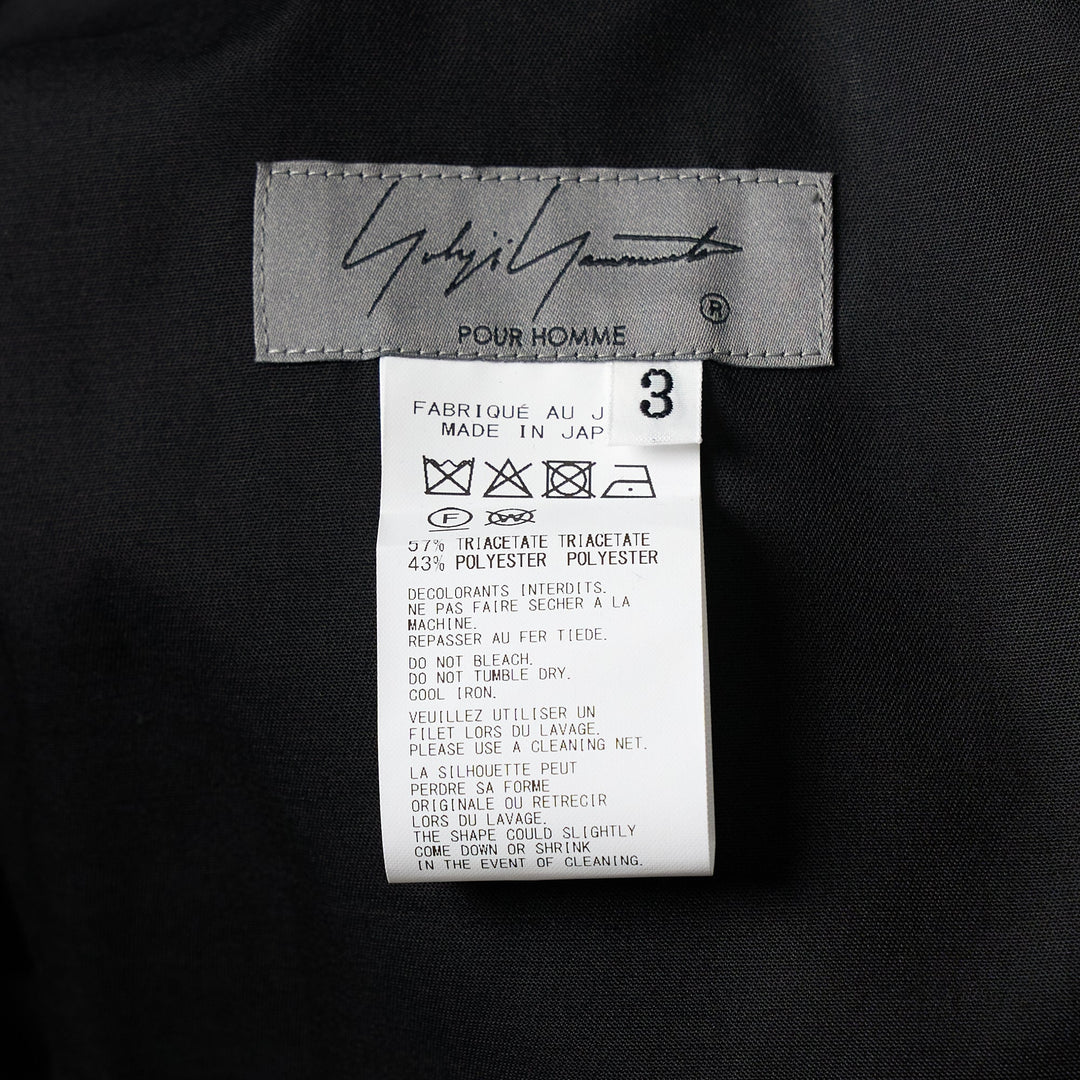 Yohji Yamamoto
®
POUR HOMME
3
FABRIQUÉ AU J
MADE IN JAP
F
W
57% TRIACETATE TRIACETATE
43% POLYESTER POLYESTER
DECOLORANTS INTERDITS.
NE PAS FAIRE SECHER A LA
MACHINE.
REPASSER AU FER TIEDE.
DO NOT BLEACH.
DO NOT TUMBLE DRY.
COOL IRON.
VEUILLEZ UTILISER UN
FILET LORS DU LAVAGE.
PLEASE USE A CLEANING NET.
LA SILHOUETTE PEUT
PERDRE SA FORME
ORIGINALE OU RETRECIR
LORS DU LAVAGE.
THE SHAPE COULD SLIGHTLY
COME DOWN OR SHRINK
IN THE EVENT OF CLEANING.